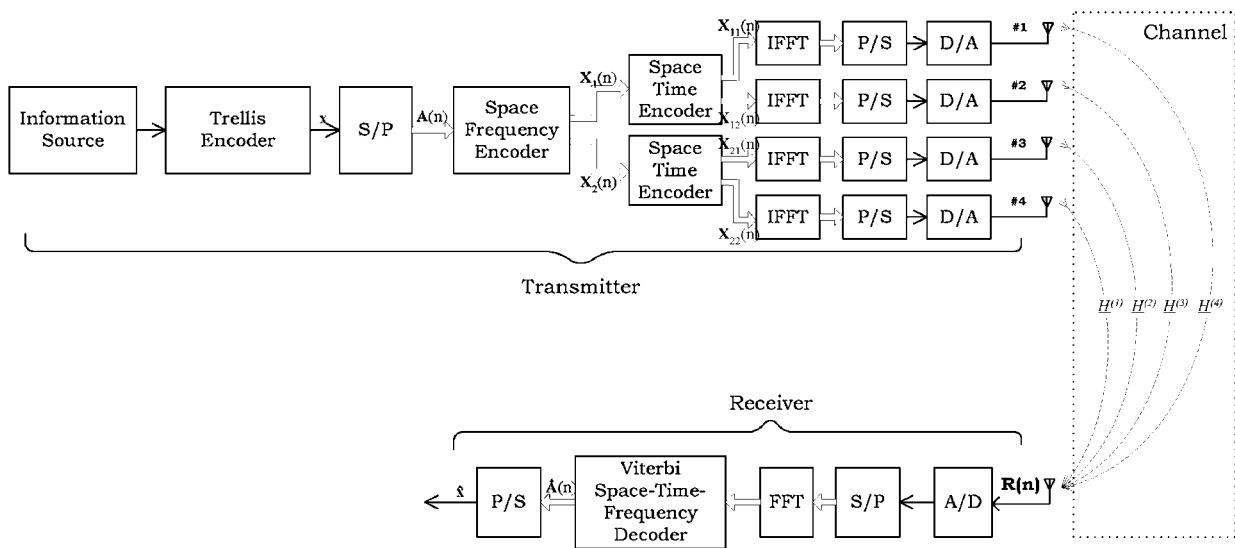 X₁₁(n)
IFFT
P/S
D/A
#1
Channel
Information
Source
Trellis
Encoder
x
S/P
A(n)
Space
Frequency
Encoder
X₁(n)
Space
Time
Encoder
X₁₂(n)
IFFT
P/S
D/A
#2
X₂(n)
Space
Time
Encoder
X₂₁(n)
IFFT
P/S
D/A
#3
X₂₂(n)
IFFT
P/S
D/A
#4
Transmitter
H⁽¹⁾ H⁽²⁾ H⁽³⁾ H⁽⁴⁾
Receiver
x̂
P/S
Â(n)
Viterbi
Space-Time-
Frequency
Decoder
FFT
S/P
A/D
R(n)